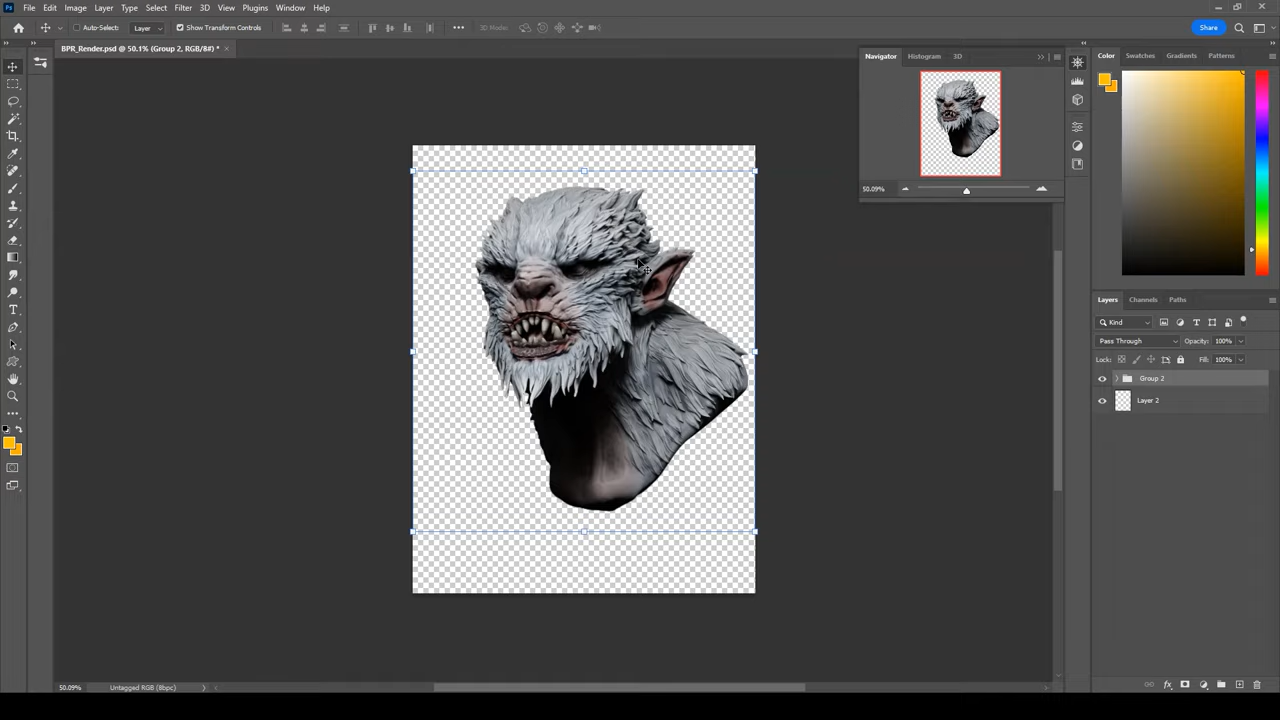 Ps File Edit Image Layer Type Select Filter 3D View Plugins Window Help
Auto-Select: Layer Show Transform Controls 3D Mode: Share
BPR_Render.psd @ 50.1% (Group 2, RGB/8#) * ×
Navigator Histogram 3D
50.09%
Color Swatches Gradients Patterns
Layers Channels Paths
Kind
Pass Through Opacity: 100%
Lock: Fill: 100%
Group 2
Layer 2
fx
50.09% Untagged RGB (8bpc)